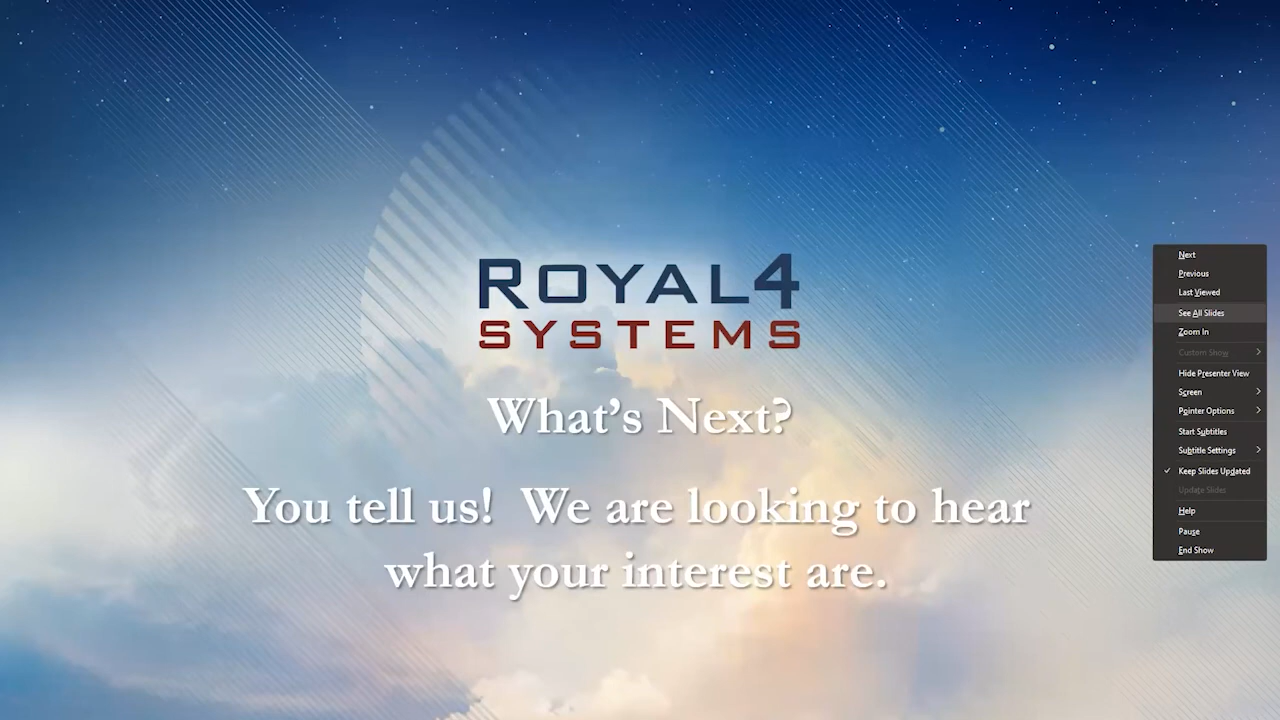 ROYAL4
SYSTEMS
What's Next?
You tell us! We are looking to hear
what your interest are.
Next
Previous
Last Viewed
See All Slides
Zoom In
Custom Show
Hide Presenter View
Screen
Pointer Options
Start Subtitles
Subtitle Settings
Keep Slides Updated
Update Slides
Help
Pause
End Show